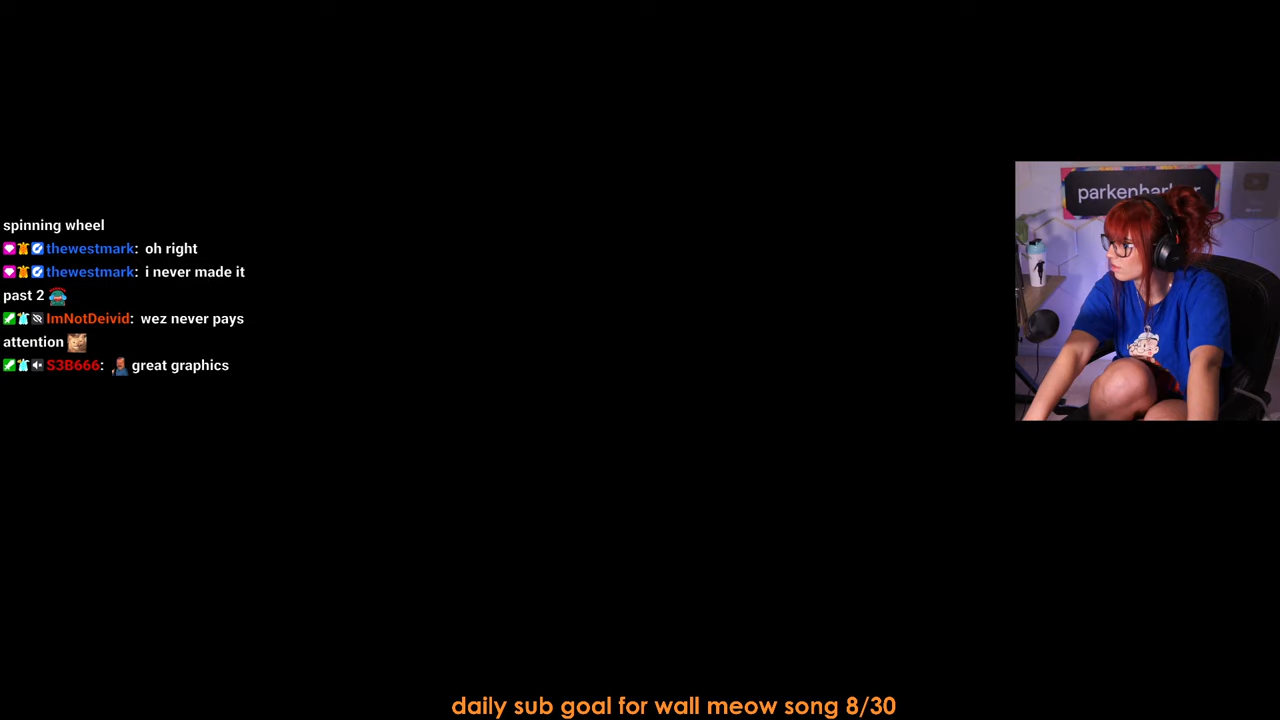 spinning wheel
thewestmark: oh right
thewestmark: i never made it
past 2
ImNotDeivid: wez never pays
attention
S3B666: great graphics
daily sub goal for wall meow song 8/30